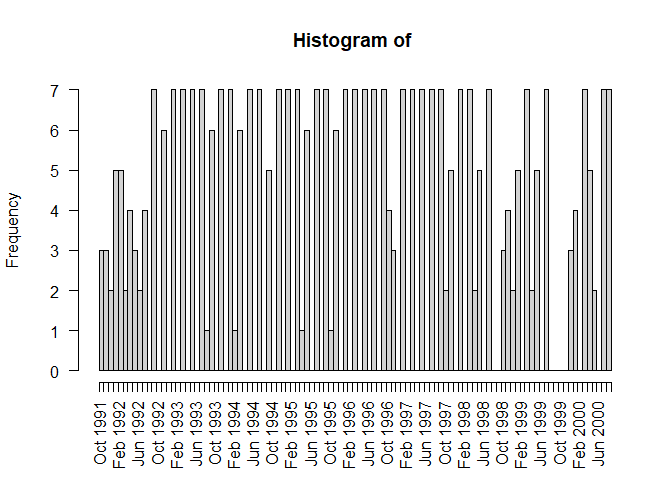 Histogram of
Frequency
7
6
5
4
3
2
1
0
Oct 1991
Feb 1992
Jun 1992
Oct 1992
Feb 1993
Jun 1993
Oct 1993
Feb 1994
Jun 1994
Oct 1994
Feb 1995
Jun 1995
Oct 1995
Feb 1996
Jun 1996
Oct 1996
Feb 1997
Jun 1997
Oct 1997
Feb 1998
Jun 1998
Oct 1998
Feb 1999
Jun 1999
Oct 1999
Feb 2000
Jun 2000